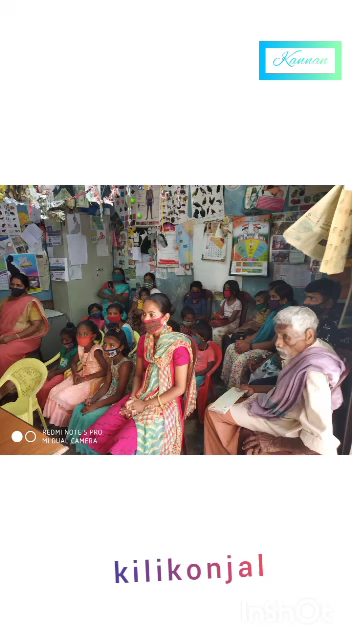 Kannan
REDMI NOTE 5 PRO
MI DUAL CAMERA
kilikonjal
InShOt